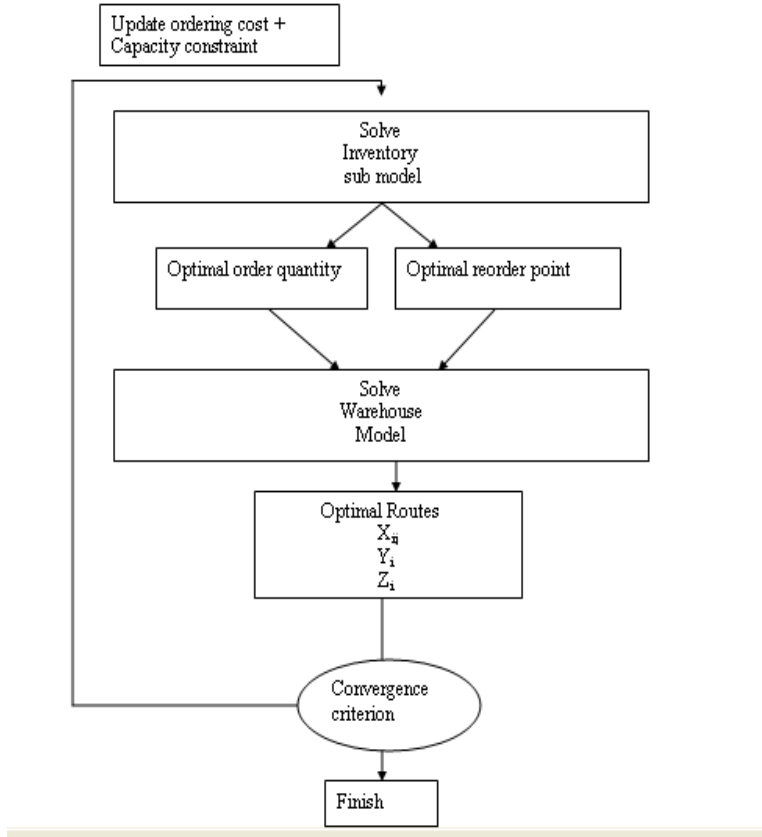 Update ordering cost +
Capacity constraint
Solve
Inventory
sub model
Optimal order quantity
Optimal reorder point
Solve
Warehouse
Model
Optimal Routes
Xᵢⱼ
Yᵢ
Zᵢ
Convergence
criterion
Finish